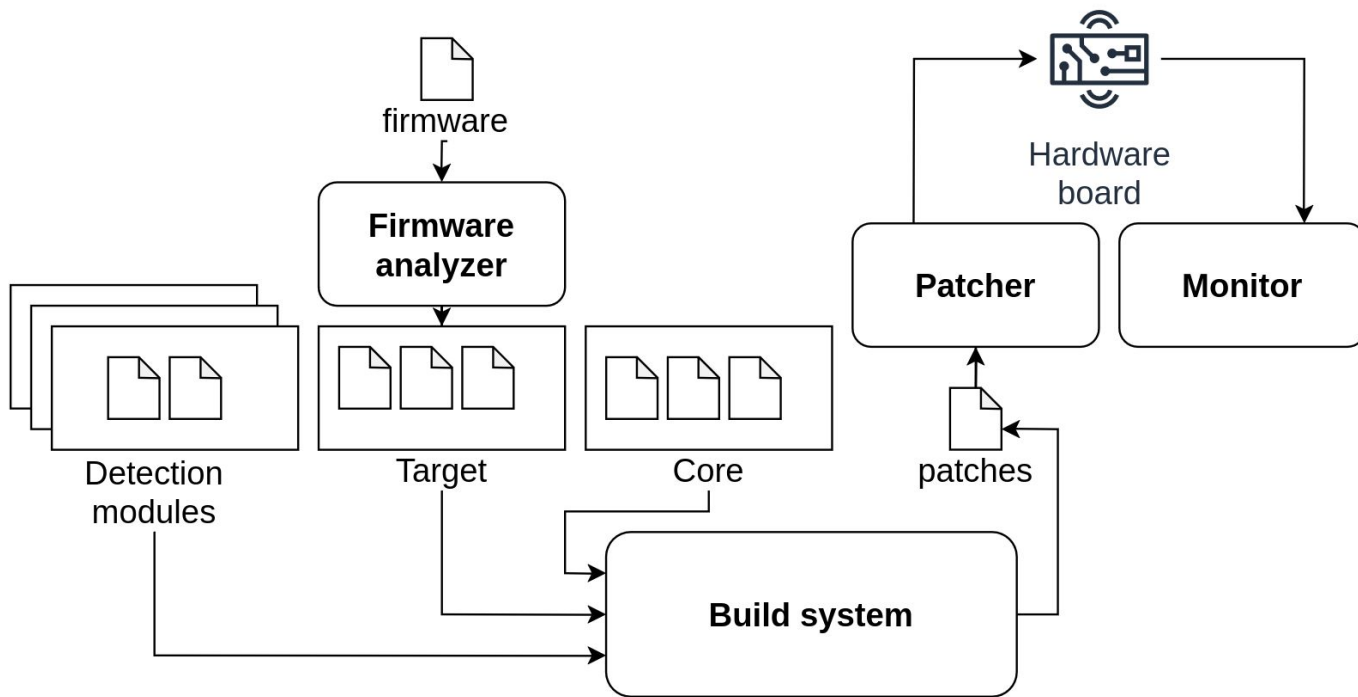 firmware
Firmware
analyzer
Hardware
board
Patcher
Monitor
Detection
modules
Target
Core
patches
Build system